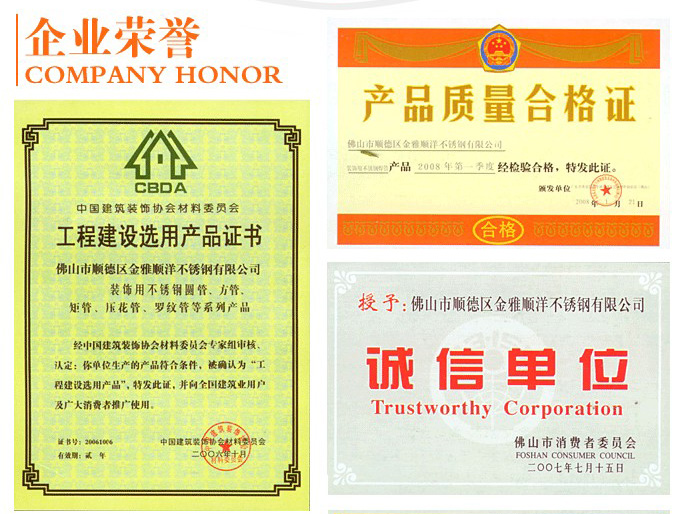 企业荣誉
COMPANY HONOR
CBDA
中国建筑装饰协会材料委员会
工程建设选用产品证书
佛山市顺德区金雅顺洋不锈钢有限公司
装饰用不锈钢圆管、方管、
矩管、压花管、罗纹管等系列产品
经中国建筑装饰协会材料委员会专家组审核、
认定：你单位生产的产品符合条件，被确认为“工
程建设选用产品”，特发此证，并向全国建筑业用户
及广大消费者推广使用。
证书号：20061006
有效期：贰 年
中国建筑装饰协会材料委员会
二〇〇六年十月
产品质量合格证
佛山市顺德区金雅顺洋不锈钢有限公司
装饰用不锈钢焊管产品 2008 年第一季度 经检验合格，特发此证。
颁发单位
2008 年 月 21 日
合格
授予：佛山市顺德区金雅顺洋不锈钢有限公司
诚信单位
Trustworthy Corporation
佛山市消费者委员会
FOSHAN CONSUMER COUNCIL
二〇〇七年七月十五日